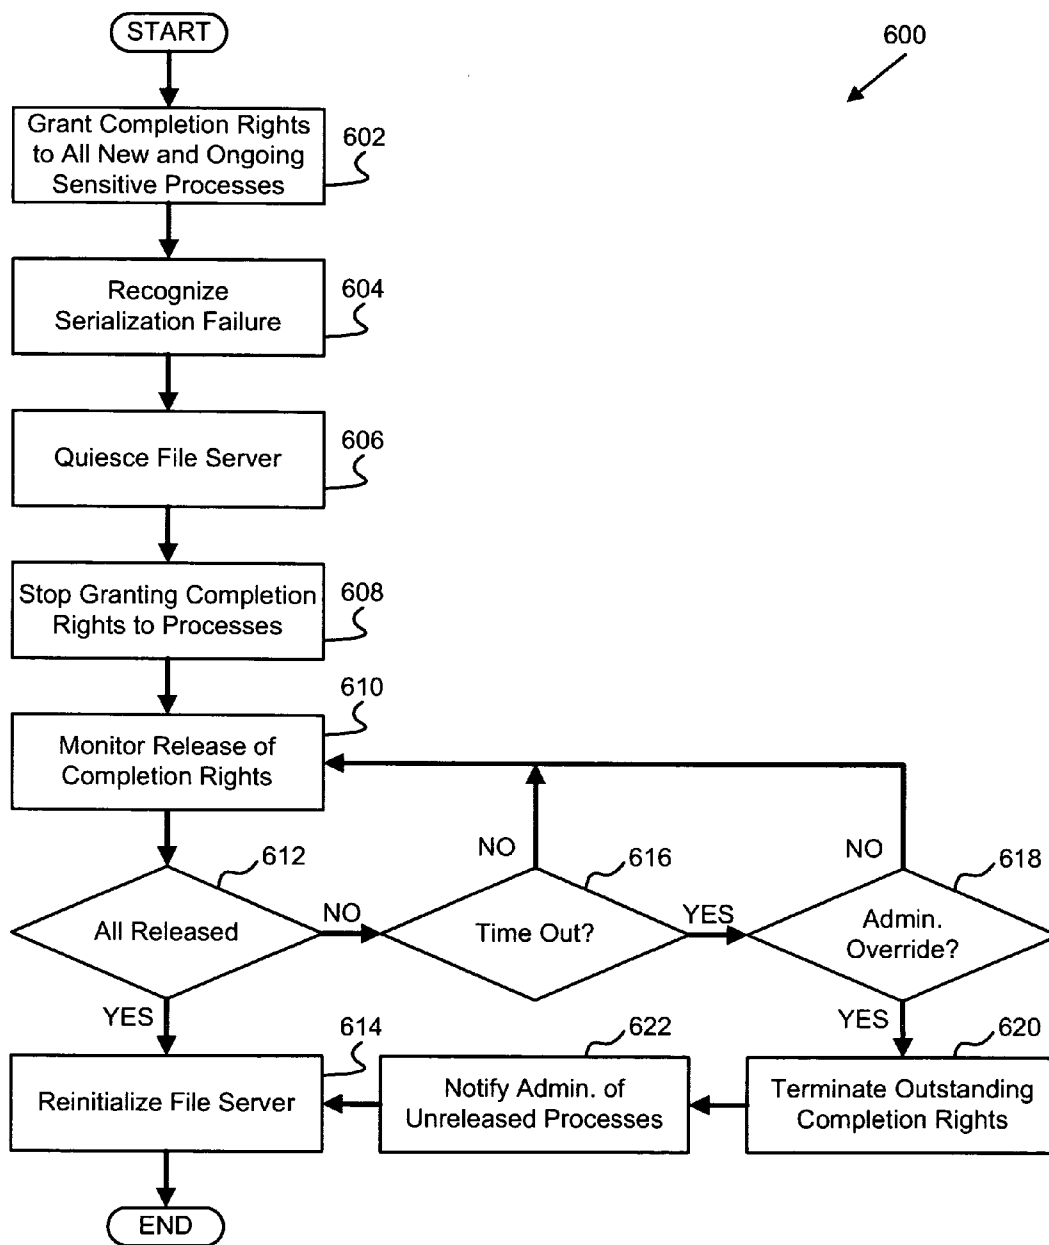 START
600
Grant Completion Rights
to All New and Ongoing
Sensitive Processes
602
Recognize
Serialization Failure
604
Quiesce File Server
606
Stop Granting Completion
Rights to Processes
608
610
Monitor Release of
Completion Rights
612
All Released
NO
YES
616
Time Out?
NO
YES
618
Admin.
Override?
NO
YES
614
Reinitialize File Server
622
Notify Admin. of
Unreleased Processes
620
Terminate Outstanding
Completion Rights
END